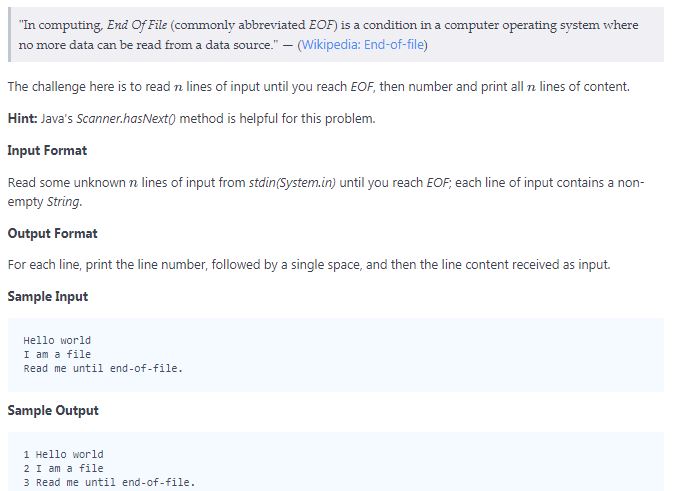 "In computing, End Of File (commonly abbreviated EOF) is a condition in a computer operating system where
no more data can be read from a data source." — (Wikipedia: End-of-file)
The challenge here is to read n lines of input until you reach EOF, then number and print all n lines of content.
Hint: Java's Scanner.hasNext() method is helpful for this problem.
Input Format
Read some unknown n lines of input from stdin(System.in) until you reach EOF; each line of input contains a non-
empty String.
Output Format
For each line, print the line number, followed by a single space, and then the line content received as input.
Sample Input
Hello world
I am a file
Read me until end-of-file.
Sample Output
1 Hello world
2 I am a file
3 Read me until end-of-file.